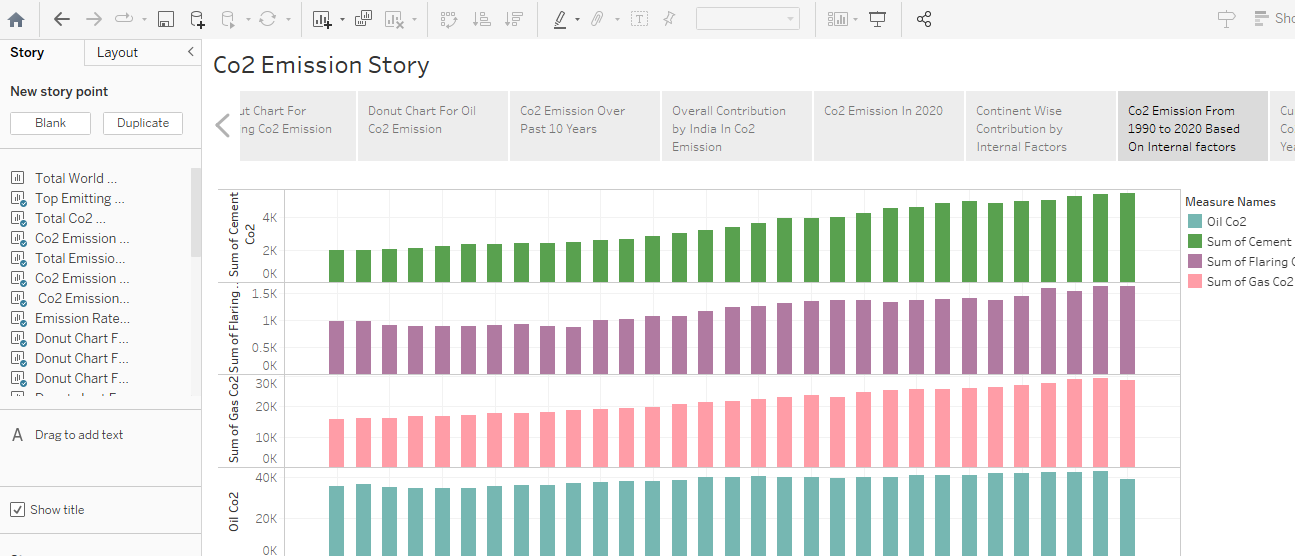 Sho
Story
Layout
Co2 Emission Story
New story point
Blank
Duplicate
ut Chart For
ng Co2 Emission
Donut Chart For Oil
Co2 Emission
Co2 Emission Over
Past 10 Years
Overall Contribution
by India In Co2
Emission
Co2 Emission In 2020
Continent Wise
Contribution by
Internal Factors
Co2 Emission From
1990 to 2020 Based
On Internal factors
Cu
Co
Yea
Total World ...
Top Emitting ...
Total Co2 ...
Co2 Emission ...
Total Emissio...
Co2 Emission ...
Co2 Emission...
Emission Rate...
Donut Chart F...
Donut Chart F...
Donut Chart F...
A Drag to add text
Show title
Sum of Cement
Co2
4K
2K
0K
Sum of Flaring...
1.5K
1K
0.5K
0K
Sum of Gas Co2
30K
20K
10K
0K
Oil Co2
40K
20K
0K
Measure Names
Oil Co2
Sum of Cement
Sum of Flaring C
Sum of Gas Co2